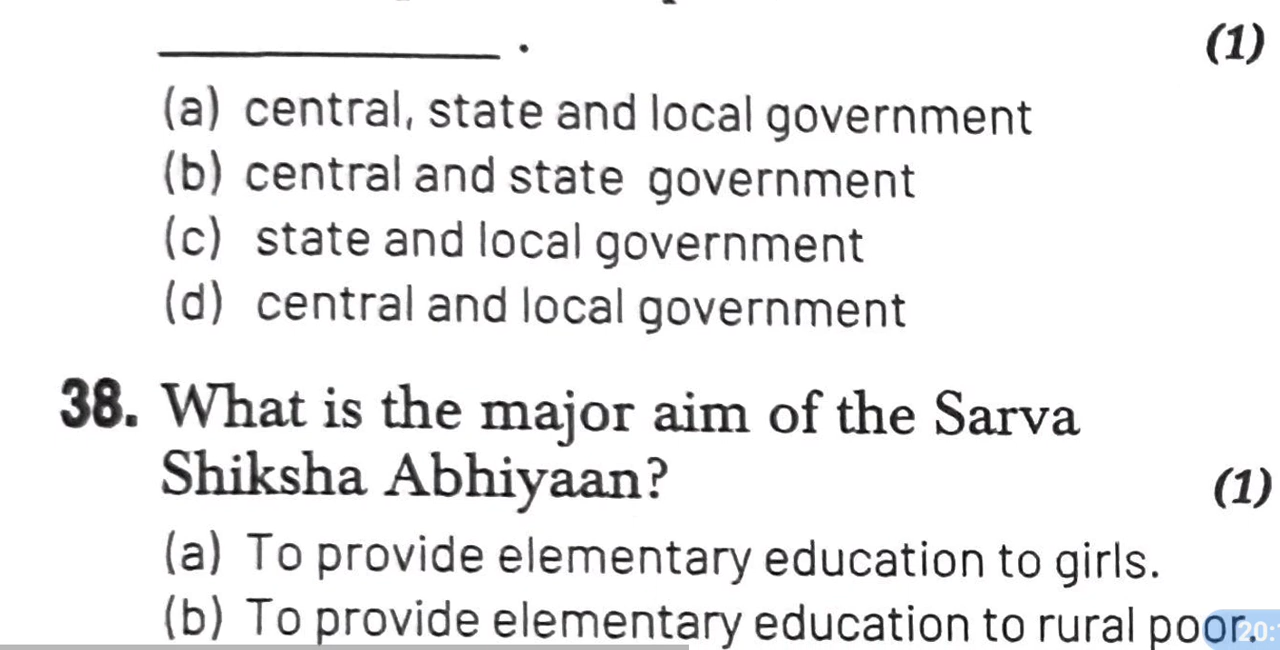 ____________ .
(1)
(a) central, state and local government
(b) central and state government
(c) state and local government
(d) central and local government
38. What is the major aim of the Sarva
Shiksha Abhiyaan?
(1)
(a) To provide elementary education to girls.
(b) To provide elementary education to rural poor.